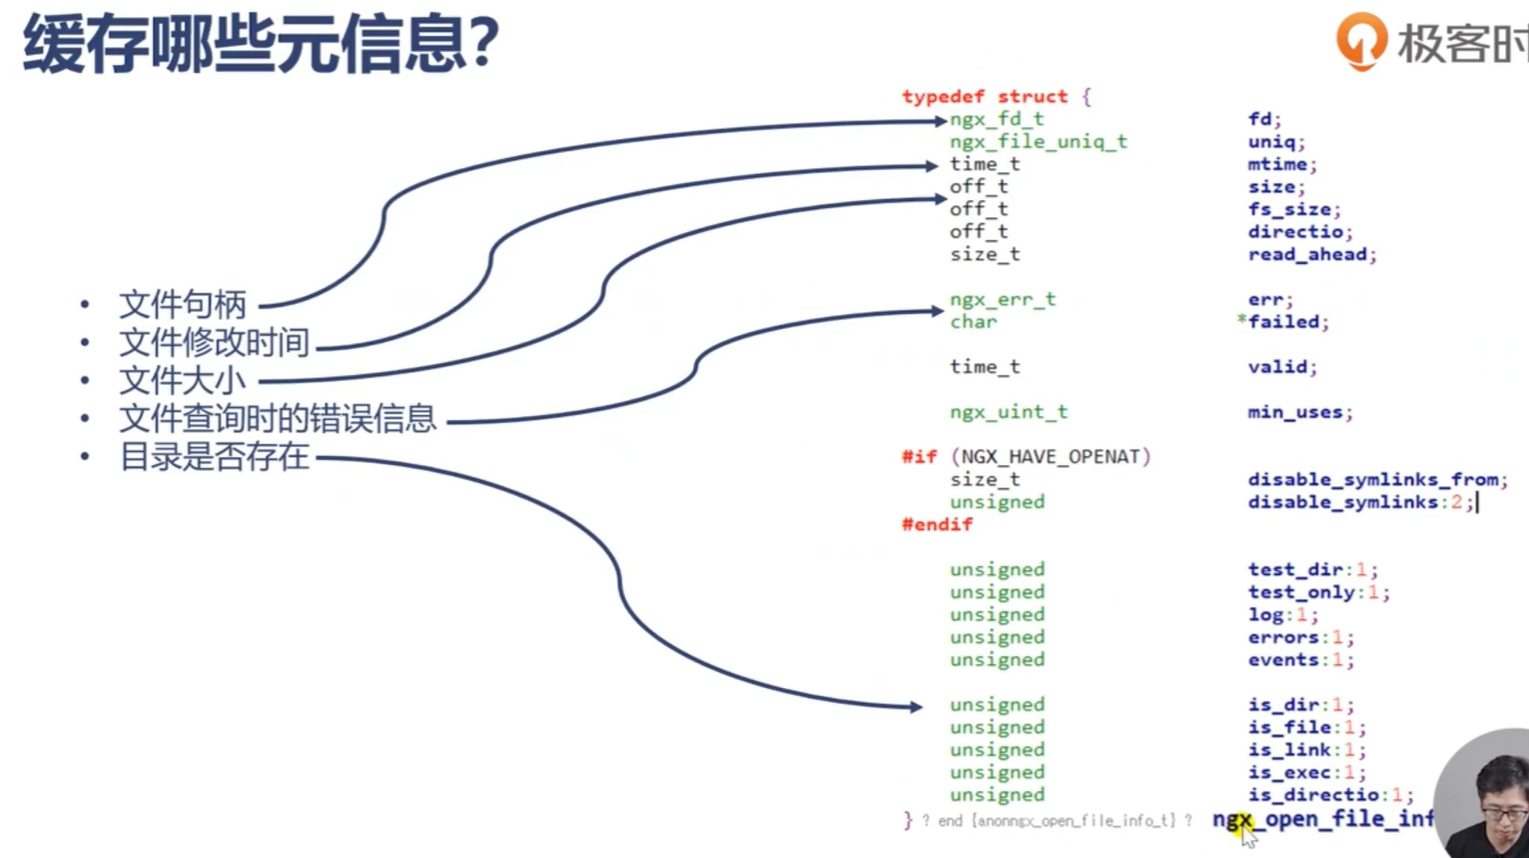 缓存哪些元信息?
极客时
• 文件句柄
• 文件修改时间
• 文件大小
• 文件查询时的错误信息
• 目录是否存在
typedef struct {
ngx_fd_t fd;
ngx_file_uniq_t uniq;
time_t mtime;
off_t size;
off_t fs_size;
off_t directio;
size_t read_ahead;
ngx_err_t err;
char *failed;
time_t valid;
ngx_uint_t min_uses;
#if (NGX_HAVE_OPENAT)
size_t disable_symlinks_from;
unsigned disable_symlinks:2;
#endif
unsigned test_dir:1;
unsigned test_only:1;
unsigned log:1;
unsigned errors:1;
unsigned events:1;
unsigned is_dir:1;
unsigned is_file:1;
unsigned is_link:1;
unsigned is_exec:1;
unsigned is_directio:1;
} ? end {anonngx_open_file_info_t} ? ngx_open_file_inf